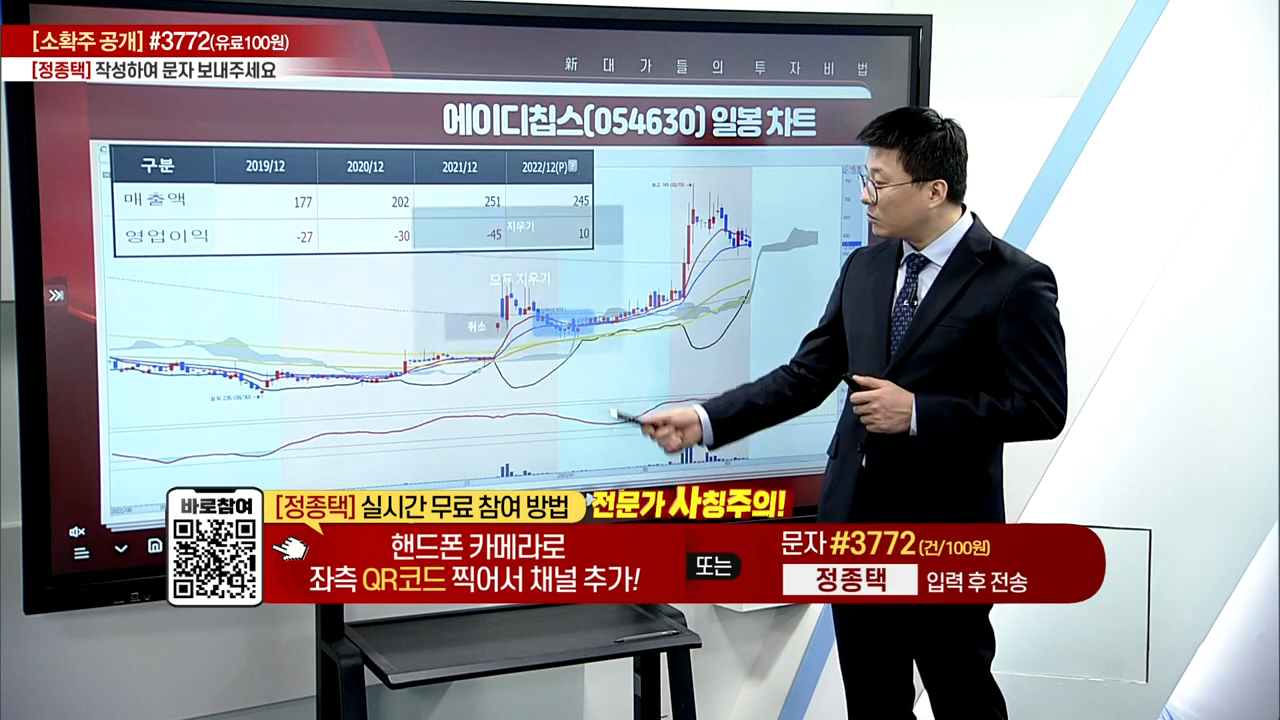 [소확주 공개] #3772(유료100원)
[정종택] 작성하여 문자 보내주세요
新 대가들의 투자비법
에이디칩스(054630) 일봉 차트
구분 2019/12 2020/12 2021/12 2022/12(P)
매출액 177 202 251 245
영업이익 -27 -30 -45 10
지우기
모두 지우기
취소
바로참여
[정종택] 실시간 무료 참여 방법
전문가 사칭주의!
핸드폰 카메라로
좌측 QR코드 찍어서 채널 추가!
또는
문자 #3772 (건/100원)
정종택 입력 후 전송